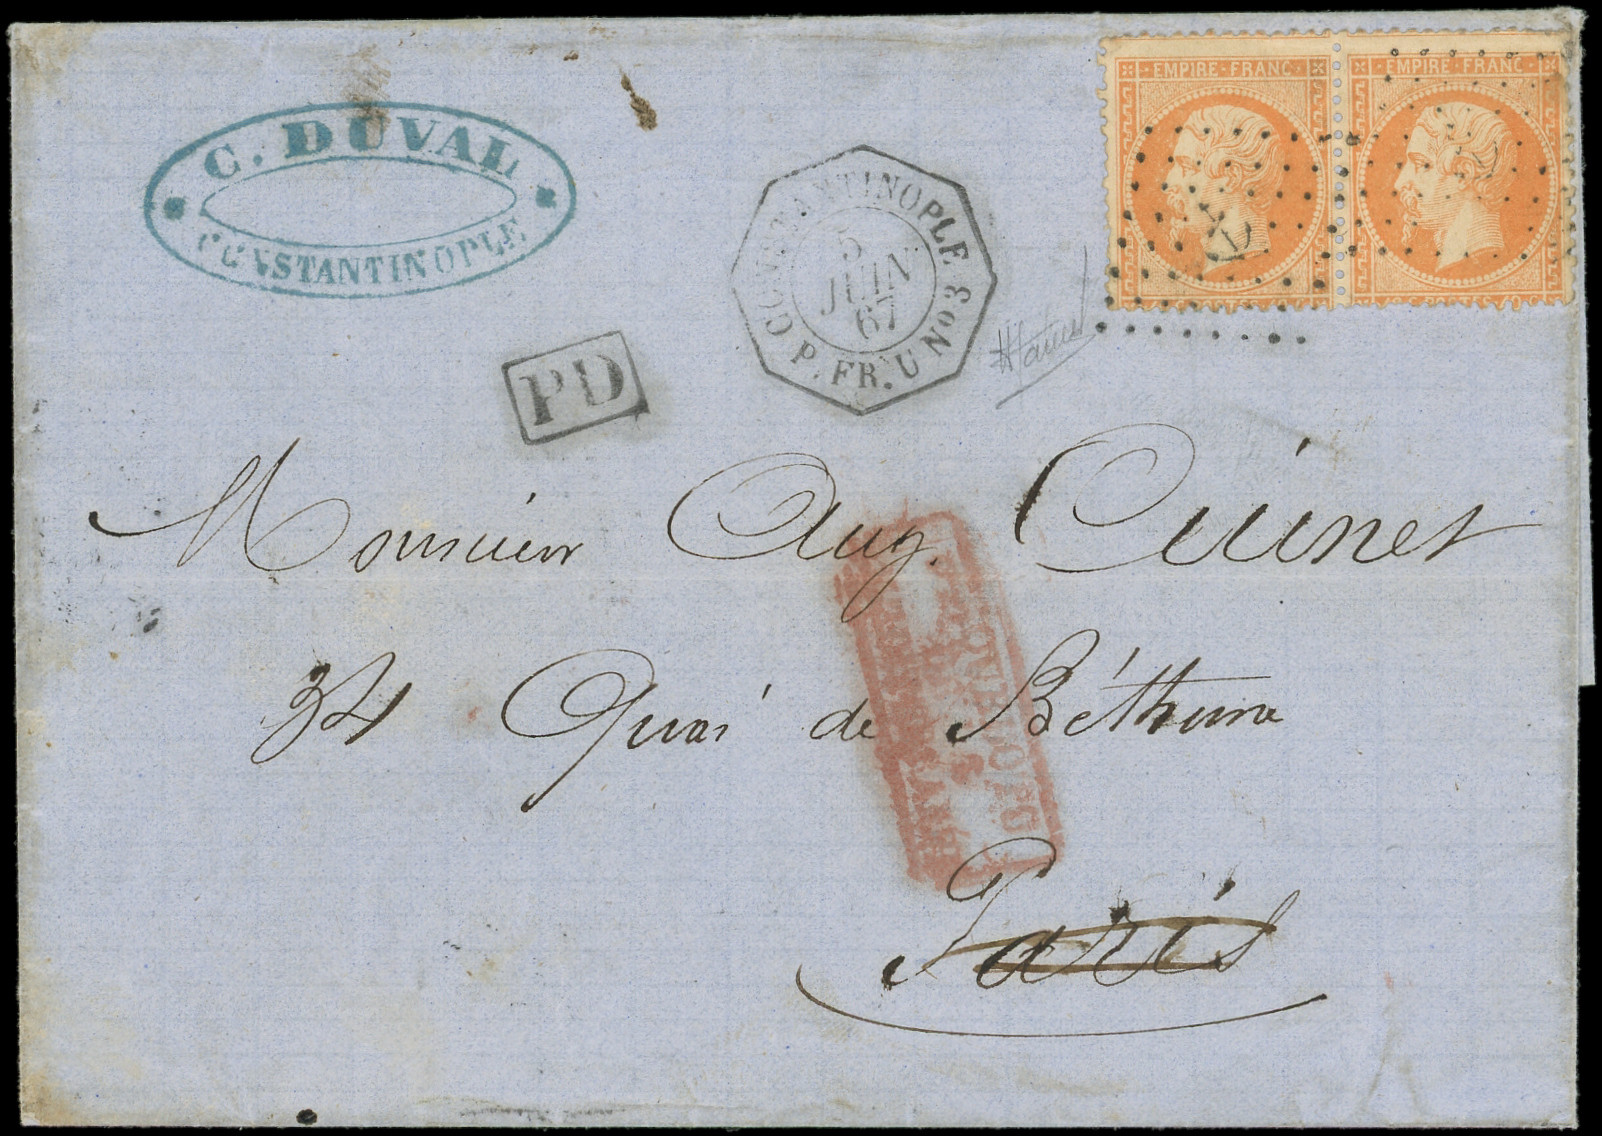 C. DUVAL
CONSTANTINOPLE
CONSTANTINOPLE
5
JUIN
67
P. FR. U No 3
EMPIRE-FRANC
EMPIRE-FRANC
PD
Monsieur Aug. Cuinet
34 Quai de Béthune
Paris